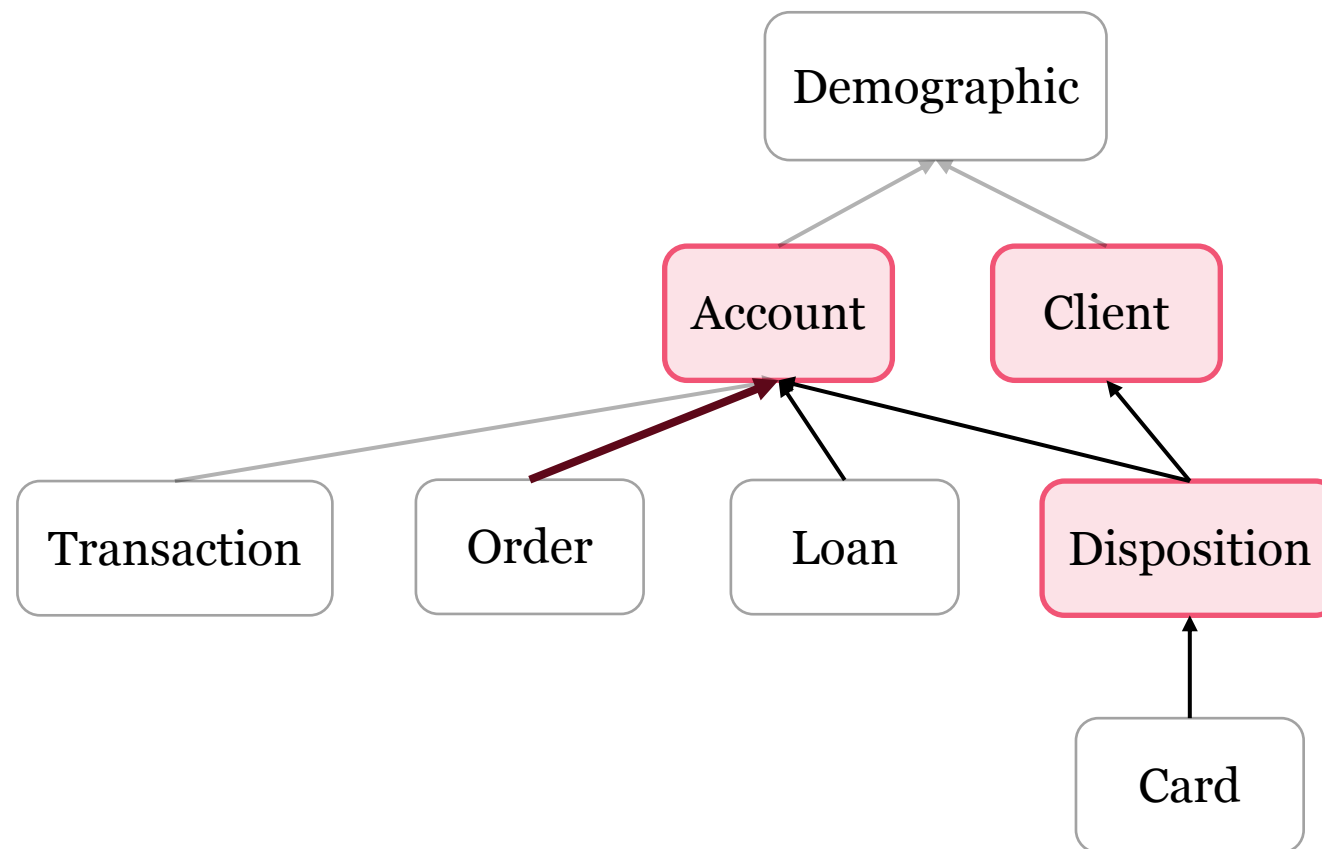 Demographic
Account
Client
Transaction
Order
Loan
Disposition
Card